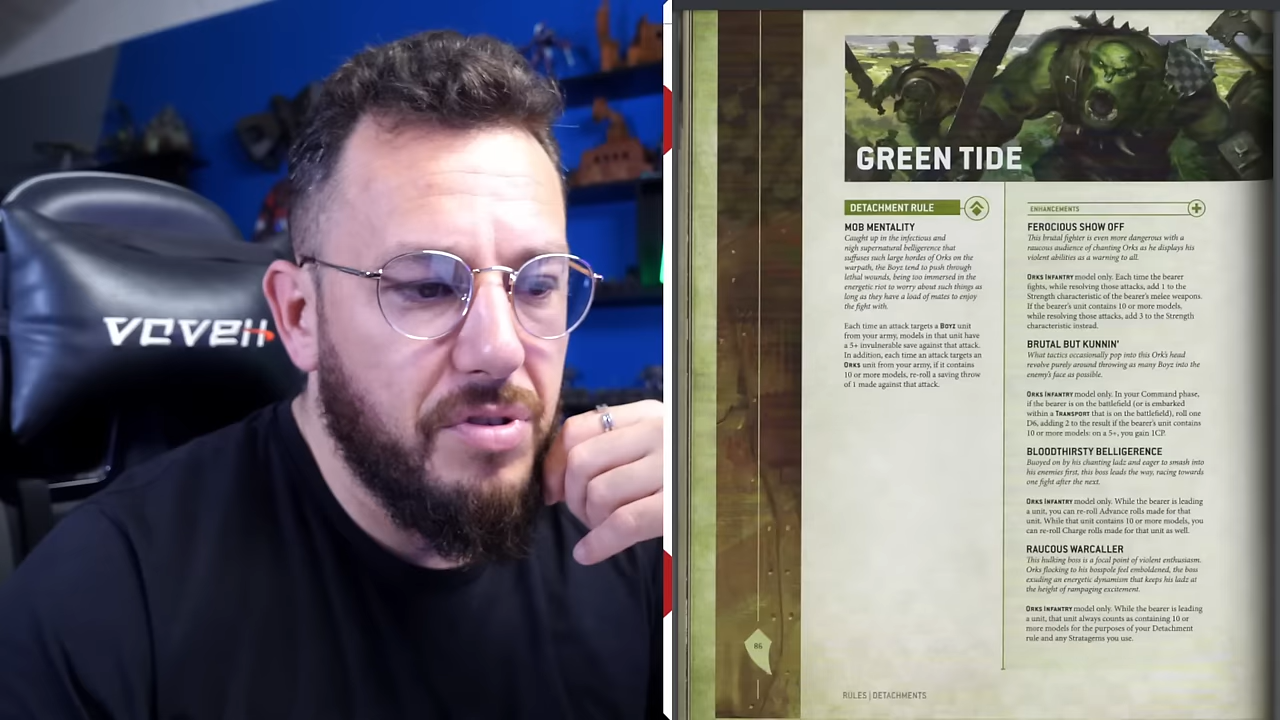 VOVEH
GREEN TIDE
DETACHMENT RULE
MOB MENTALITY
Caught up in the infectious and
nigh supernatural belligerence that
suffuses such large hordes of Orks on the
warpath, the Boyz tend to push through
lethal wounds, being too immersed in the
energetic riot to worry about such things as
long as they have a load of mates to enjoy
the fight with.
Each time an attack targets a BOYZ unit
from your army, models in that unit have
a 5+ invulnerable save against that attack.
In addition, each time an attack targets an
ORKS unit from your army, if it contains
10 or more models, re-roll a saving throw
of 1 made against that attack.
ENHANCEMENTS
FEROCIOUS SHOW OFF
This brutal fighter is even more dangerous with a
raucous audience of chanting Orks as he displays his
violent abilities as a warning to all.
ORKS INFANTRY model only. Each time the bearer
fights, while resolving those attacks, add 1 to the
Strength characteristic of the bearer's melee weapons.
If the bearer's unit contains 10 or more models,
while resolving those attacks, add 3 to the Strength
characteristic instead.
BRUTAL BUT KUNNIN'
What tactics occasionally pop into this Ork's head
revolve purely around throwing as many Boyz into the
enemy's face as possible.
ORKS INFANTRY model only. In your Command phase,
if the bearer is on the battlefield (or is embarked
within a TRANSPORT that is on the battlefield), roll one
D6, adding 2 to the result if the bearer's unit contains
10 or more models: on a 5+, you gain 1CP.
BLOODTHIRSTY BELLIGERENCE
Buoyed on by his chanting ladz and eager to smash into
his enemies first, this boss leads the way, racing towards
one fight after the next.
ORKS INFANTRY model only. While the bearer is leading
a unit, you can re-roll Advance rolls made for that
unit. While that unit contains 10 or more models, you
can re-roll Charge rolls made for that unit as well.
RAUCOUS WARCALLER
This hulking boss is a focal point of violent enthusiasm.
Orks flocking to his bosspole feel emboldened, the boss
exuding an energetic dynamism that keeps his ladz at
the height of rampaging excitement.
ORKS INFANTRY model only. While the bearer is leading
a unit, that unit always counts as containing 10 or
more models for the purposes of your Detachment
rule and any Stratagems you use.
86
RULES | DETACHMENTS